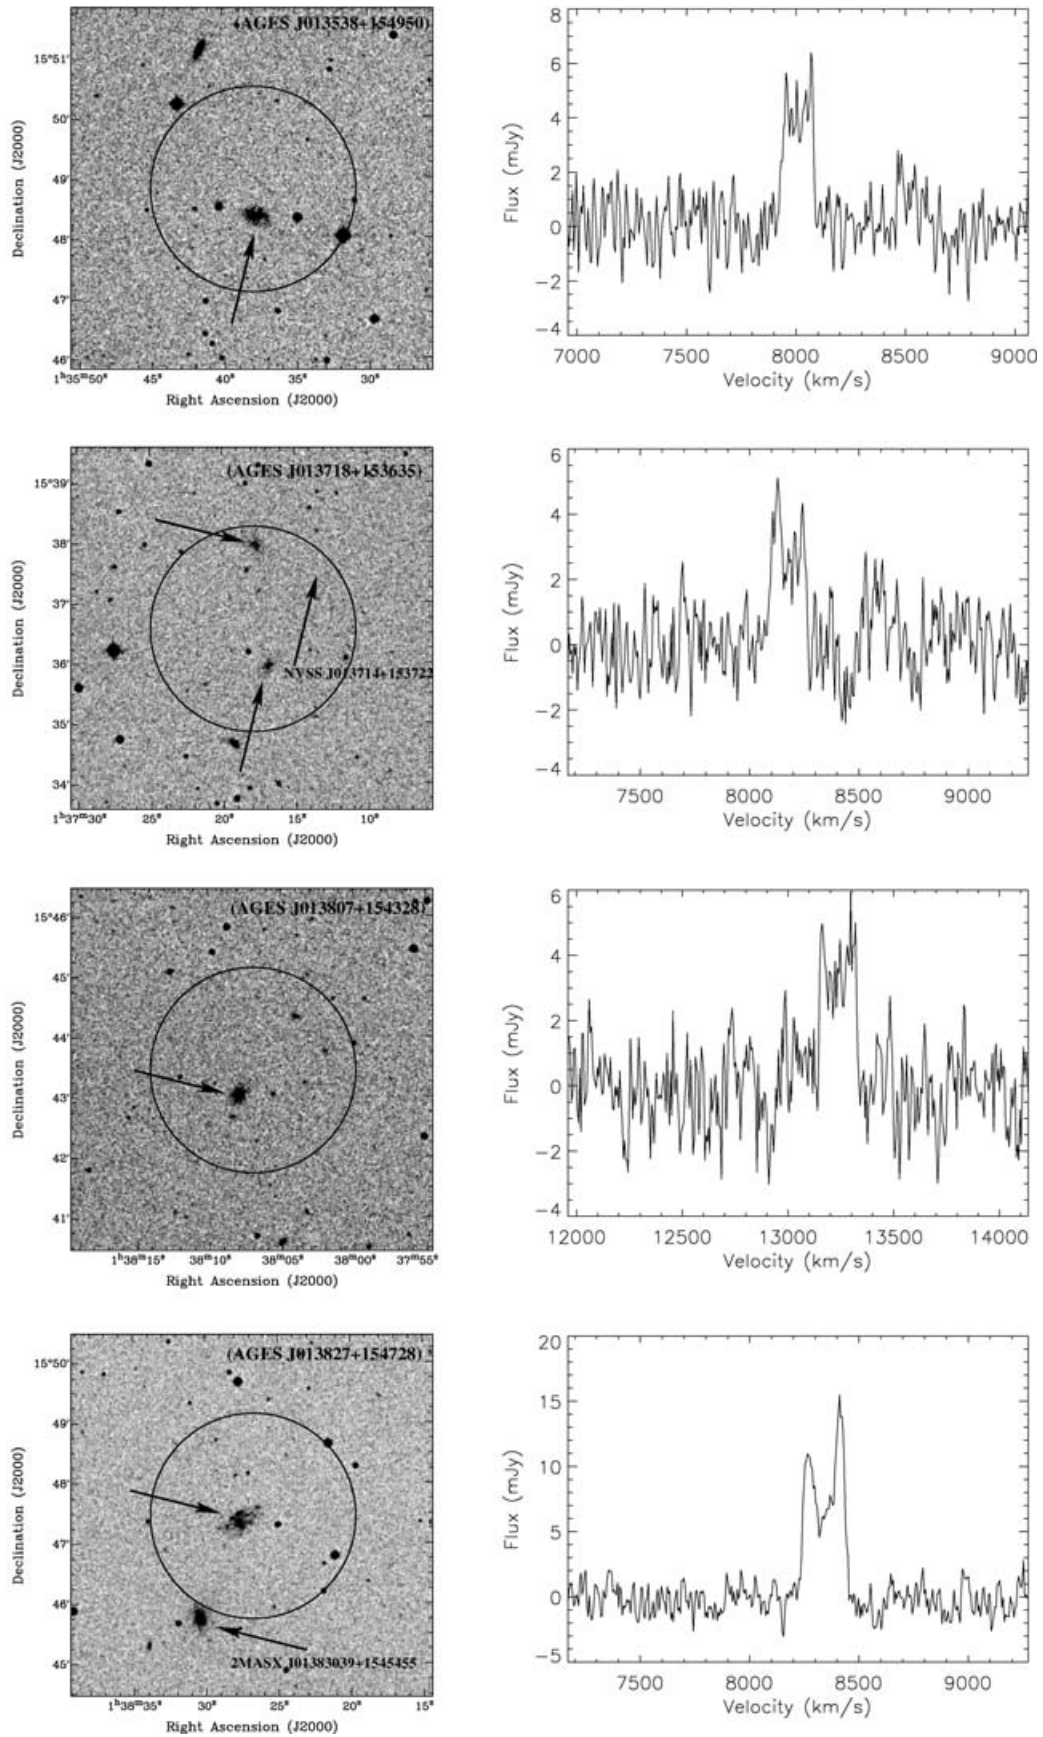 (AGES J013538+154950)
15°51'
50'
49'
48'
47'
46'
Declination (J2000)
1ʰ35ᵐ50ˢ 45ˢ 40ˢ 35ˢ 30ˢ
Right Ascension (J2000)
8
6
4
2
0
−2
−4
Flux (mJy)
7000 7500 8000 8500 9000
Velocity (km/s)
(AGES J013718+153635)
15°39'
38'
37'
36'
35'
34'
Declination (J2000)
NVSS J013714+153722
1ʰ37ᵐ30ˢ 25ˢ 20ˢ 15ˢ 10ˢ
Right Ascension (J2000)
6
4
2
0
−2
−4
Flux (mJy)
7500 8000 8500 9000
Velocity (km/s)
(AGES J013807+154328)
15°46'
45'
44'
43'
42'
41'
Declination (J2000)
1ʰ38ᵐ15ˢ 38ᵐ10ˢ 38ᵐ05ˢ 38ᵐ00ˢ 37ᵐ55ˢ
Right Ascension (J2000)
6
4
2
0
−2
−4
Flux (mJy)
12000 12500 13000 13500 14000
Velocity (km/s)
(AGES J013827+154728)
15°50'
49'
48'
47'
46'
45'
Declination (J2000)
2MASX J01383039+1545455
1ʰ38ᵐ35ˢ 30ˢ 25ˢ 20ˢ 15ˢ
Right Ascension (J2000)
20
15
10
5
0
−5
Flux (mJy)
7500 8000 8500 9000
Velocity (km/s)